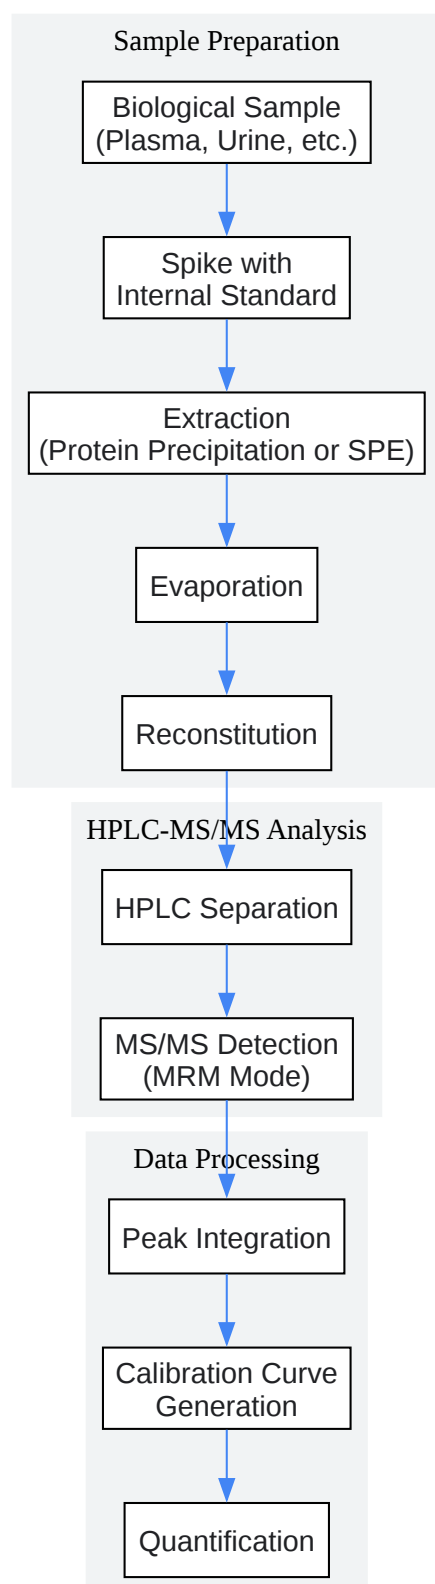 Sample Preparation
Biological Sample
(Plasma, Urine, etc.)
Spike with
Internal Standard
Extraction
(Protein Precipitation or SPE)
Evaporation
Reconstitution
HPLC-MS/MS Analysis
HPLC Separation
MS/MS Detection
(MRM Mode)
Data Processing
Peak Integration
Calibration Curve
Generation
Quantification